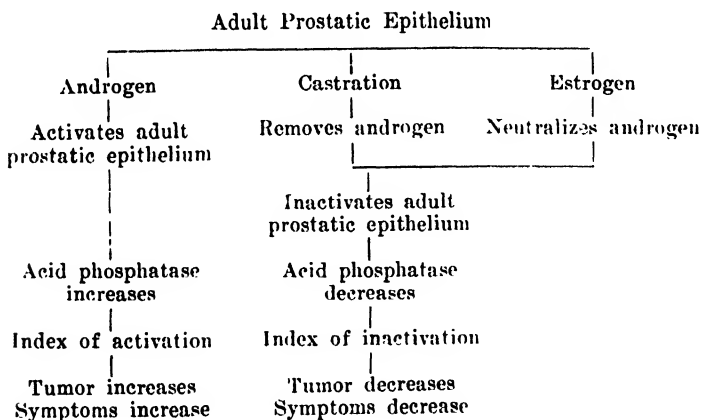 Adult Prostatic Epithelium
Androgen
Castration
Estrogen
Activates adult
prostatic epithelium
Removes androgen
Neutralizes androgen
Inactivates adult
prostatic epithelium
Acid phosphatase
increases
Acid phosphatase
decreases
Index of activation
Index of inactivation
Tumor increases
Symptoms increase
Tumor decreases
Symptoms decrease